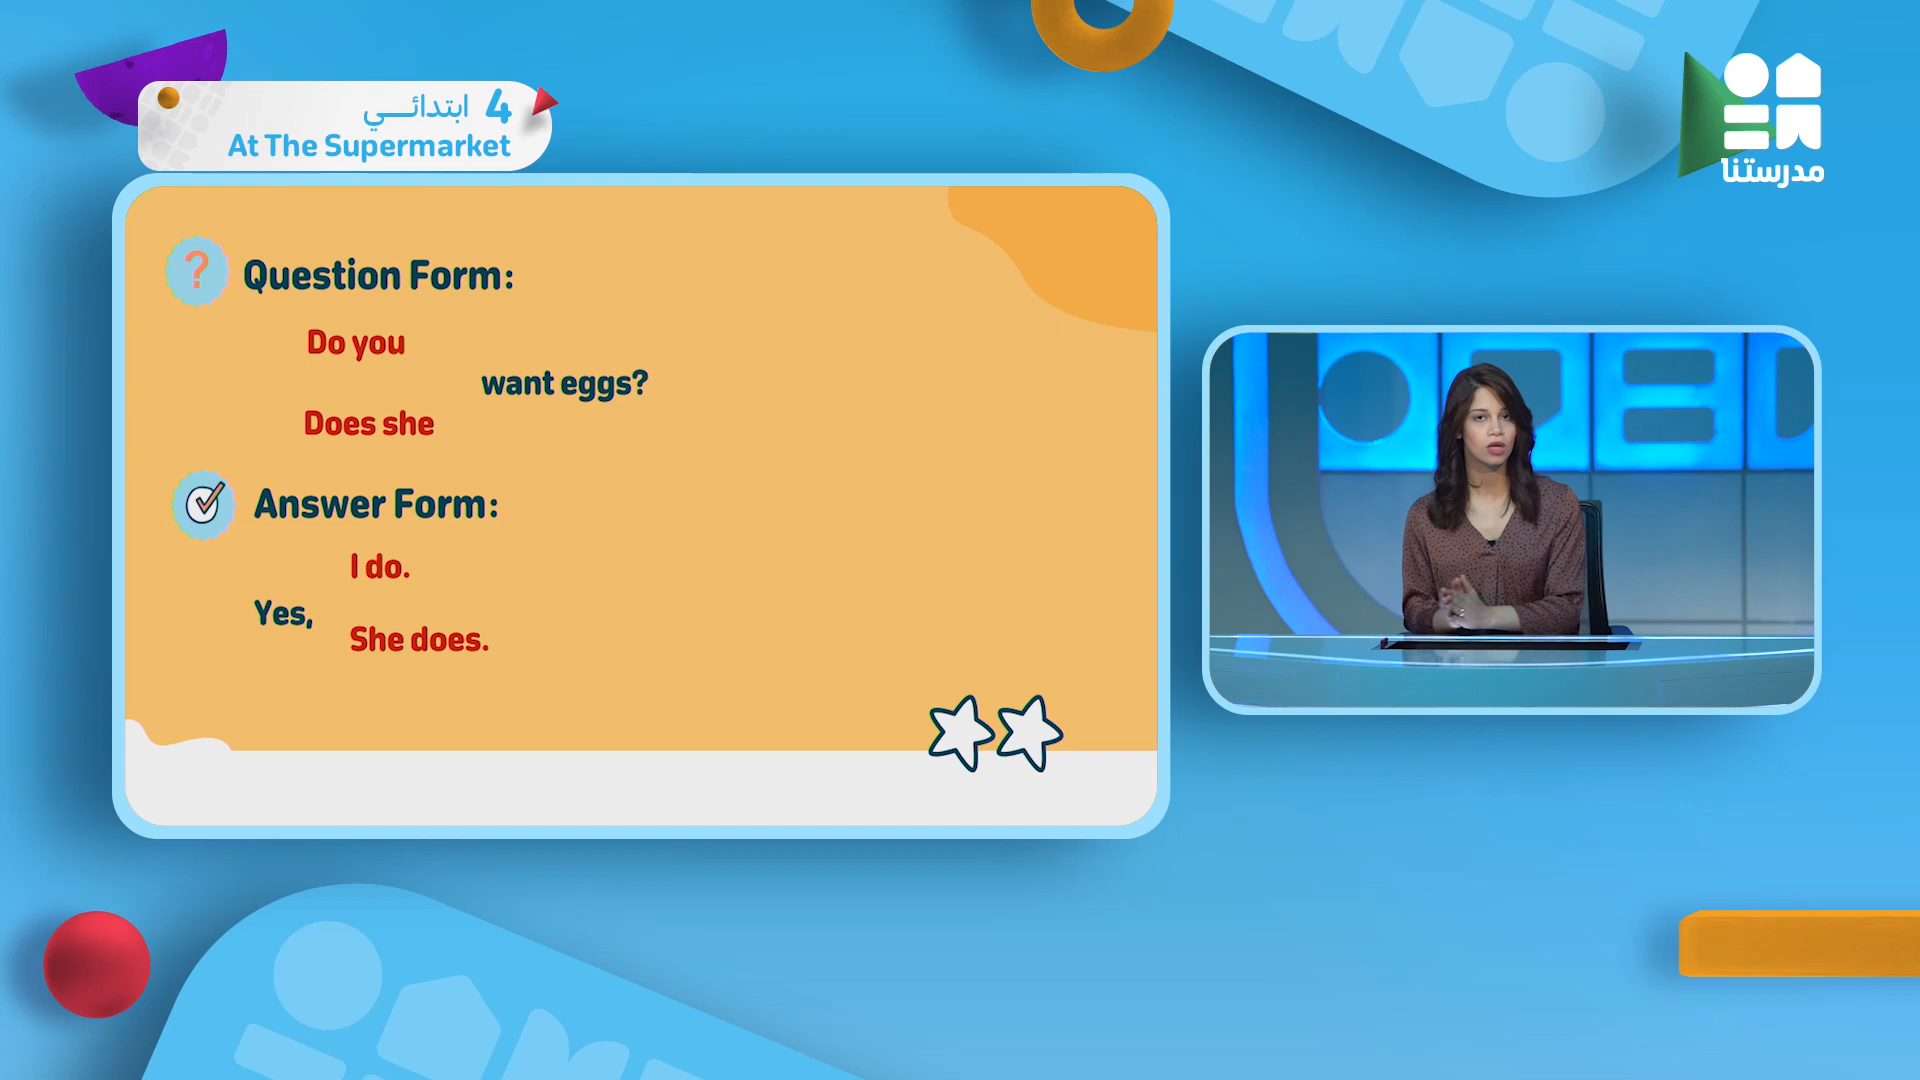 4 ابتدائـــي
At The Supermarket
مدرستنا
? Question Form:
Do you
want eggs?
Does she
Answer Form:
I do.
Yes,
She does.